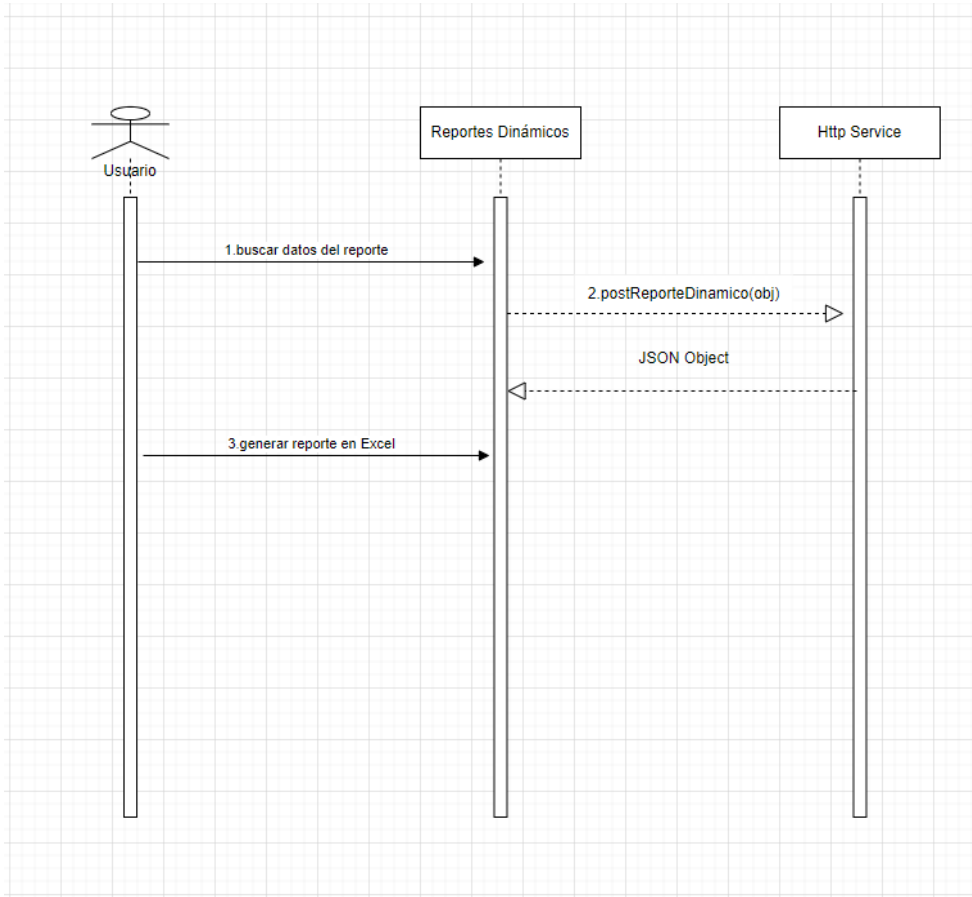 Usuario
Reportes Dinámicos
Http Service
1.buscar datos del reporte
2.postReporteDinamico(obj)
JSON Object
3.generar reporte en Excel